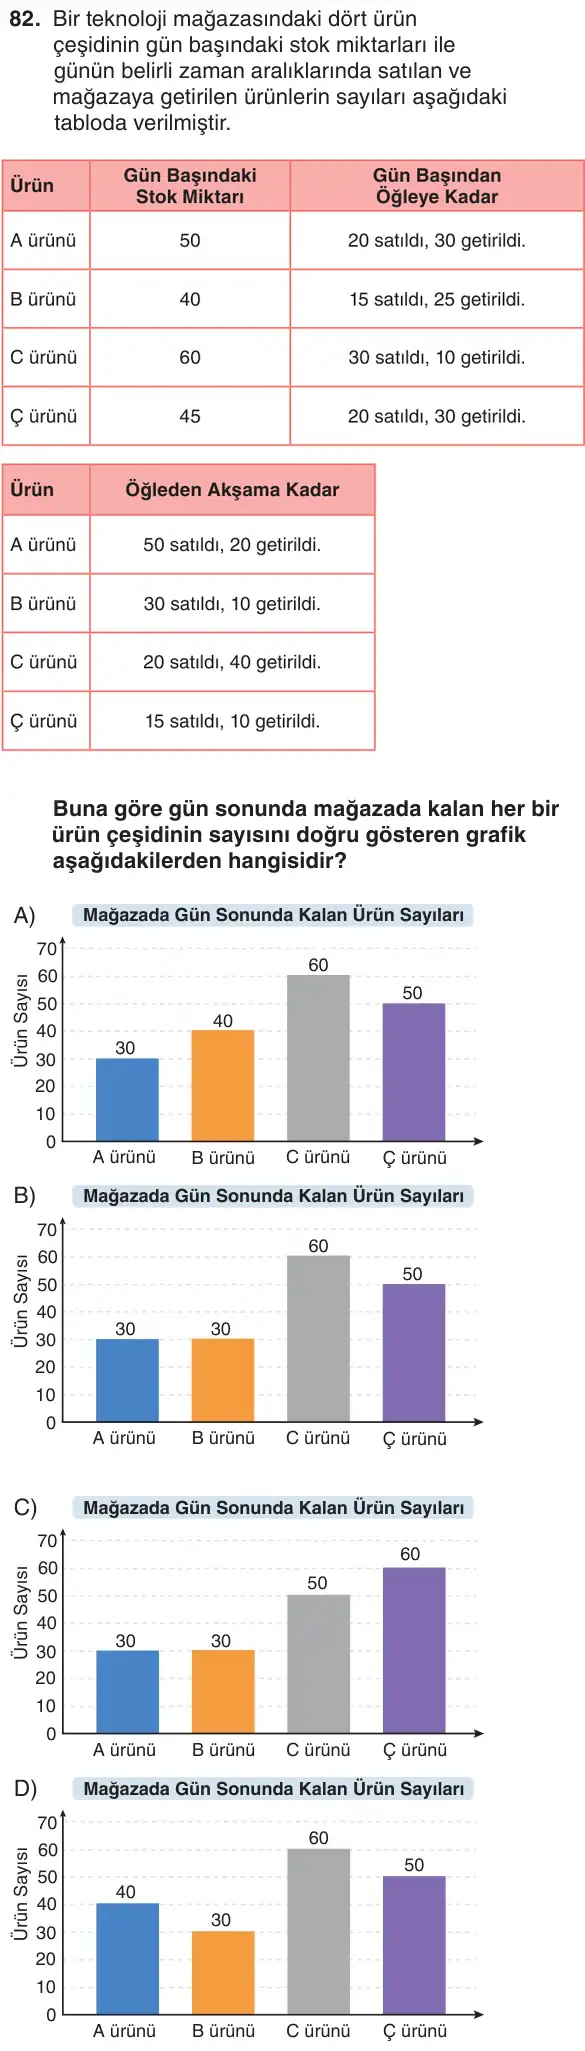 82. Bir teknoloji mağazasındaki dört ürün
çeşidinin gün başındaki stok miktarları ile
günün belirli zaman aralıklarında satılan ve
mağazaya getirilen ürünlerin sayıları aşağıdaki
tabloda verilmiştir.
Ürün Gün Başındaki Stok Miktarı Gün Başından Öğleye Kadar
A ürünü 50 20 satıldı, 30 getirildi.
B ürünü 40 15 satıldı, 25 getirildi.
C ürünü 60 30 satıldı, 10 getirildi.
Ç ürünü 45 20 satıldı, 30 getirildi.
Ürün Öğleden Akşama Kadar
A ürünü 50 satıldı, 20 getirildi.
B ürünü 30 satıldı, 10 getirildi.
C ürünü 20 satıldı, 40 getirildi.
Ç ürünü 15 satıldı, 10 getirildi.
Buna göre gün sonunda mağazada kalan her bir
ürün çeşidinin sayısını doğru gösteren grafik
aşağıdakilerden hangisidir?
A) Mağazada Gün Sonunda Kalan Ürün Sayıları
Ürün Sayısı
70
60
50
40
30
20
10
0
30 40 60 50
A ürünü B ürünü C ürünü Ç ürünü
B) Mağazada Gün Sonunda Kalan Ürün Sayıları
Ürün Sayısı
70
60
50
40
30
20
10
0
30 30 60 50
A ürünü B ürünü C ürünü Ç ürünü
C) Mağazada Gün Sonunda Kalan Ürün Sayıları
Ürün Sayısı
70
60
50
40
30
20
10
0
30 30 50 60
A ürünü B ürünü C ürünü Ç ürünü
D) Mağazada Gün Sonunda Kalan Ürün Sayıları
Ürün Sayısı
70
60
50
40
30
20
10
0
40 30 60 50
A ürünü B ürünü C ürünü Ç ürünü